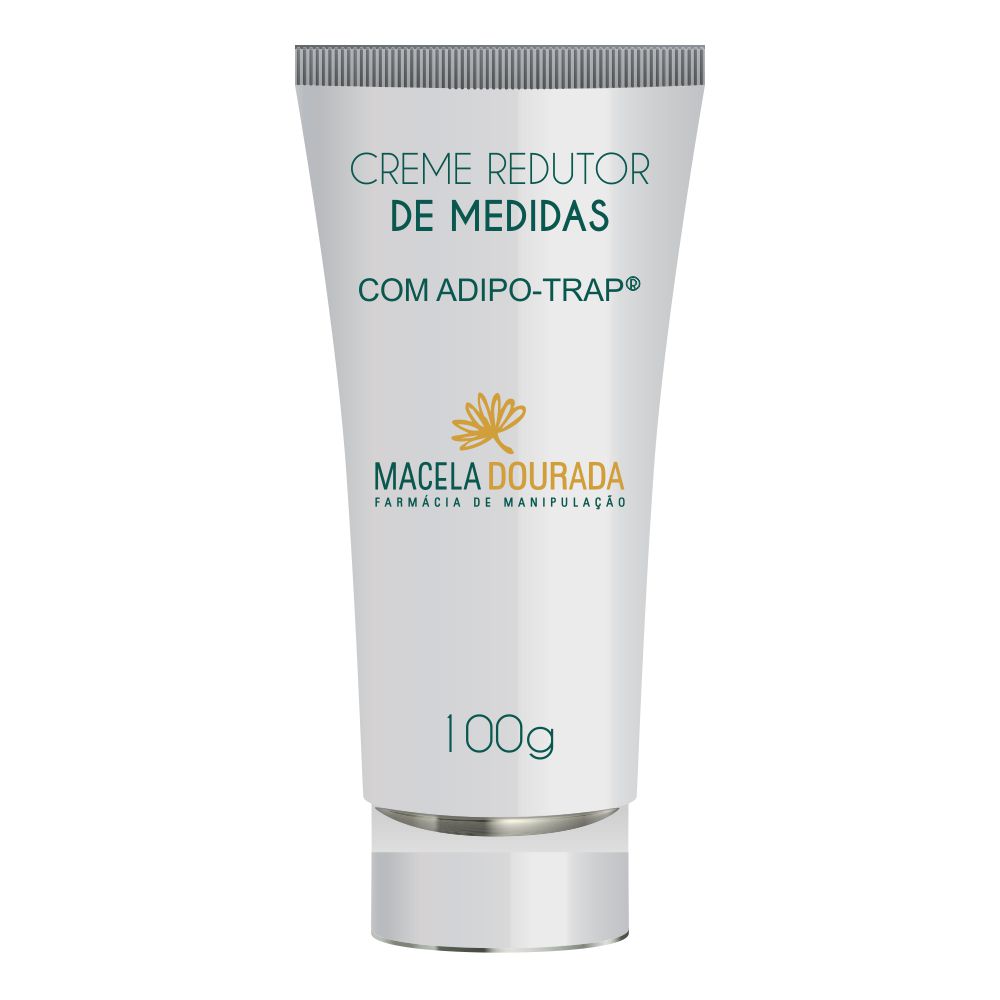 CREME REDUTOR
DE MEDIDAS
COM ADIPO-TRAP®
MACELA DOURADA
FARMÁCIA DE MANIPULAÇÃO
100g